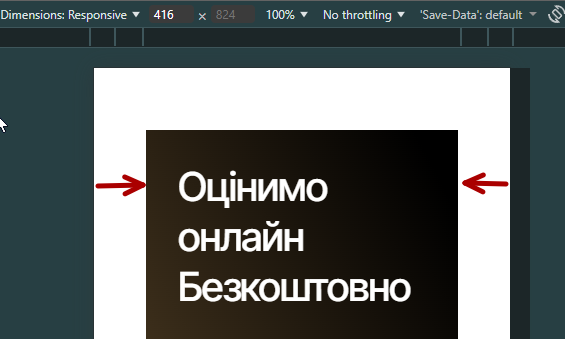 Dimensions: Responsive 416 × 824 100% No throttling 'Save-Data': default
Оцінимо
онлайн
Безкоштовно